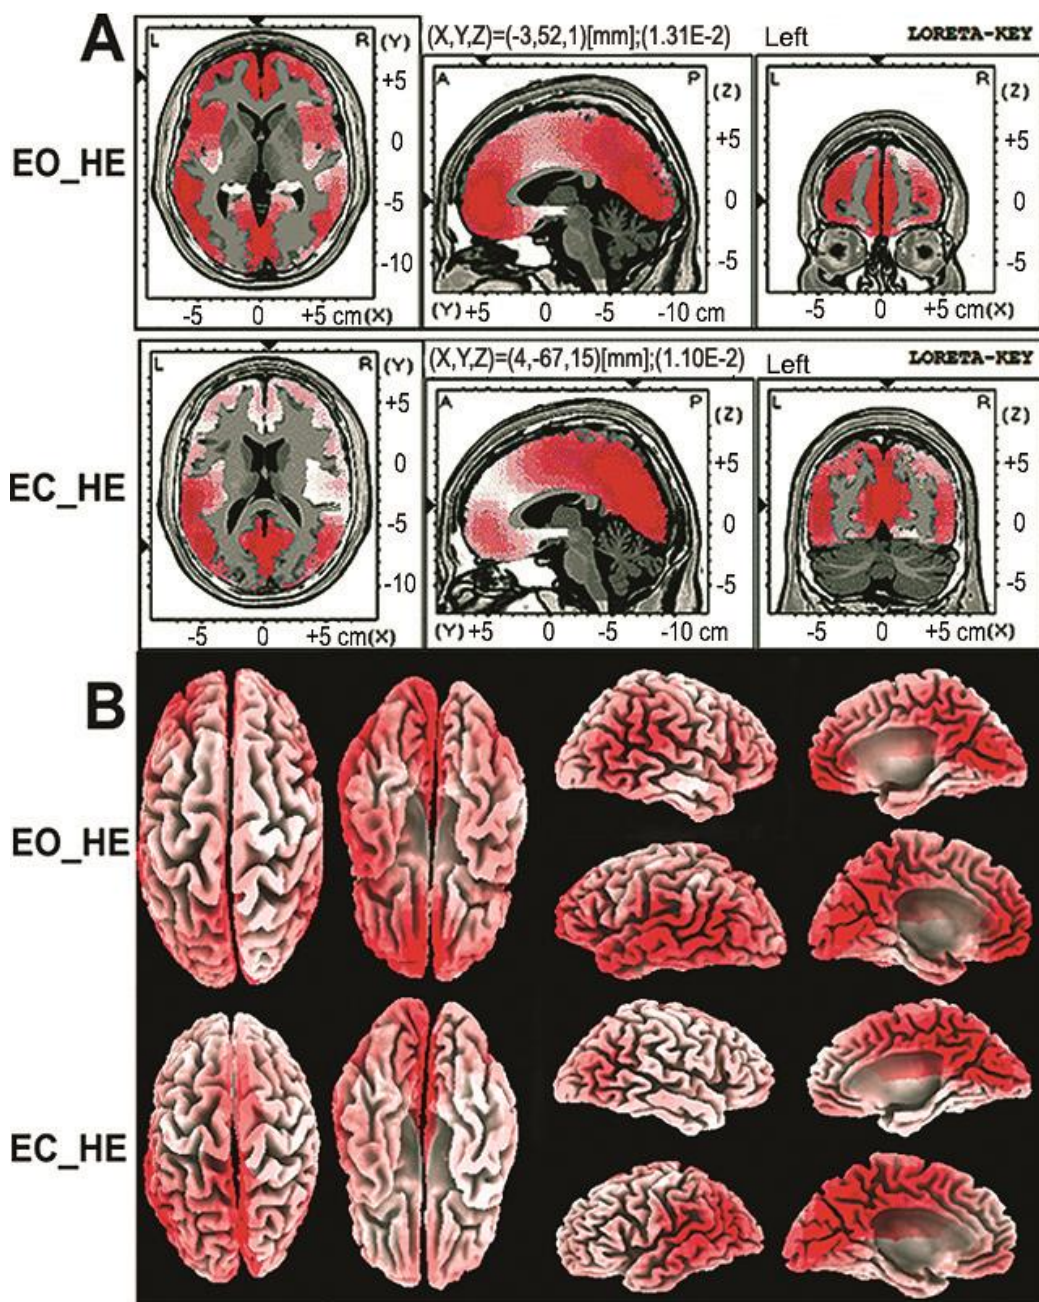 A
EO_HE
L R (Y)
+5
0
-5
-10
-5 0 +5 cm(X)
(X,Y,Z)=(-3,52,1)[mm];(1.31E-2)
A P (Z)
+5
0
-5
(Y) +5 0 -5 -10 cm
Left LORETA-KEY
L R (Z)
+5
0
-5
-5 0 +5 cm(X)
EC_HE
L R (Y)
+5
0
-5
-10
-5 0 +5 cm(X)
(X,Y,Z)=(4,-67,15)[mm];(1.10E-2)
A P (Z)
+5
0
-5
(Y) +5 0 -5 -10 cm
Left LORETA-KEY
L R (Z)
+5
0
-5
-5 0 +5 cm(X)
B
EO_HE
EC_HE